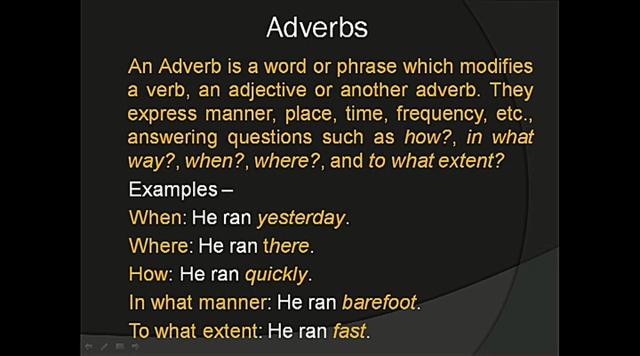 Adverbs
An Adverb is a word or phrase which modifies
a verb, an adjective or another adverb. They
express manner, place, time, frequency, etc.,
answering questions such as how?, in what
way?, when?, where?, and to what extent?
Examples –
When: He ran yesterday.
Where: He ran there.
How: He ran quickly.
In what manner: He ran barefoot.
To what extent: He ran fast.